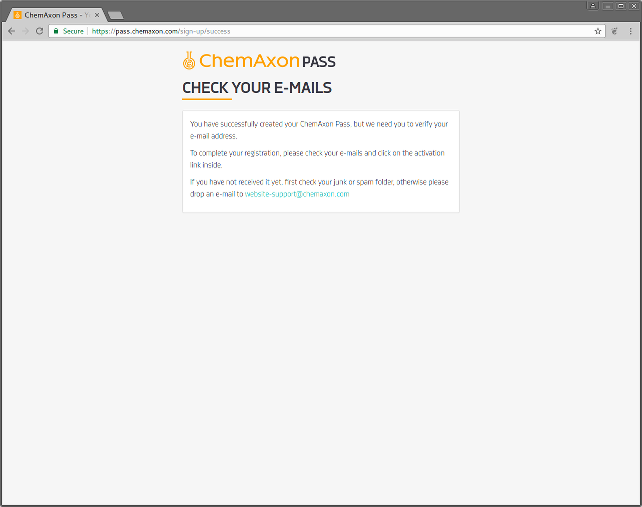 ChemAxon Pass - Y
Secure https://pass.chemaxon.com/sign-up/success
ChemAxon PASS
CHECK YOUR E-MAILS
You have successfully created your ChemAxon Pass, but we need you to verify your
e-mail address.
To complete your registration, please check your e-mails and click on the activation
link inside.
If you have not received it yet, first check your junk or spam folder, otherwise please
drop an e-mail to website-support@chemaxon.com